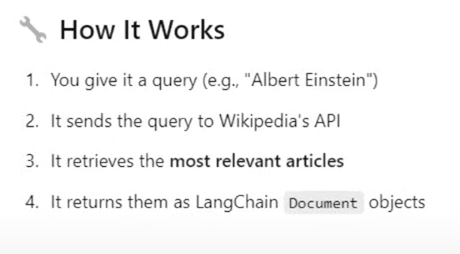 How It Works
1. You give it a query (e.g., "Albert Einstein")
2. It sends the query to Wikipedia's API
3. It retrieves the most relevant articles
4. It returns them as LangChain Document objects